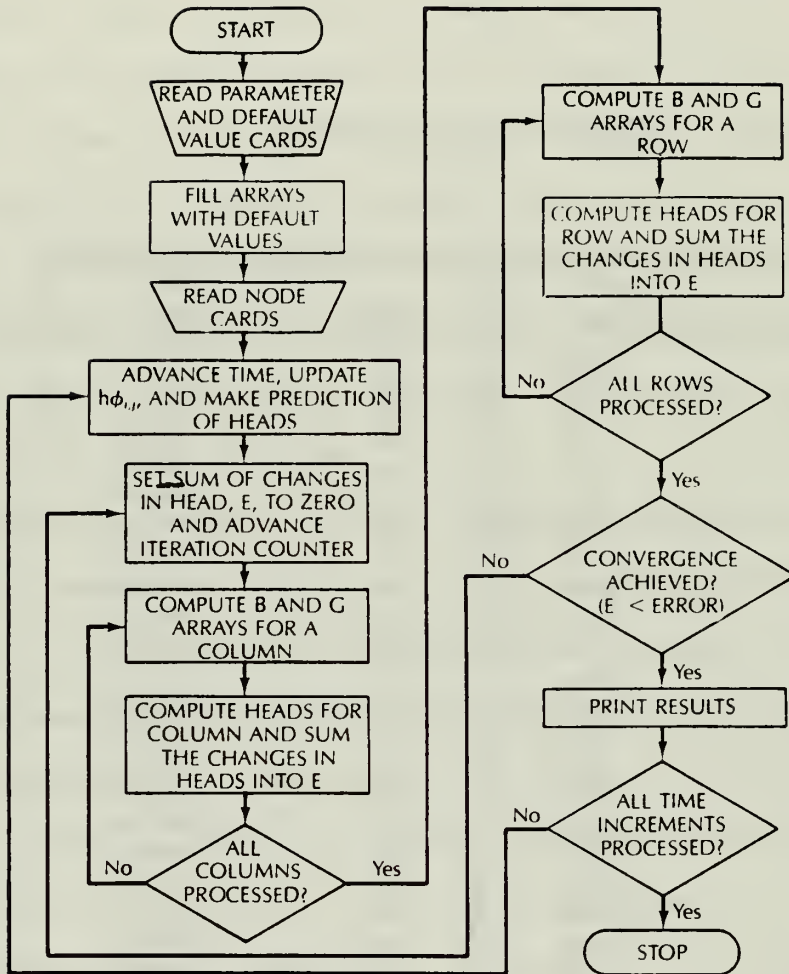 START
READ PARAMETER
AND DEFAULT
VALUE CARDS
FILL ARRAYS
WITH DEFAULT
VALUES
READ NODE
CARDS
ADVANCE TIME, UPDATE
hϕi,j, AND MAKE PREDICTION
OF HEADS
SET SUM OF CHANGES
IN HEAD, E, TO ZERO
AND ADVANCE
ITERATION COUNTER
COMPUTE B AND G
ARRAYS FOR A
COLUMN
COMPUTE HEADS FOR
COLUMN AND SUM
THE CHANGES IN
HEADS INTO E
ALL
COLUMNS
PROCESSED?
No
Yes
COMPUTE B AND G
ARRAYS FOR A
ROW
COMPUTE HEADS FOR
ROW AND SUM THE
CHANGES IN HEADS
INTO E
ALL ROWS
PROCESSED?
No
Yes
CONVERGENCE
ACHIEVED?
(E < ERROR)
No
Yes
PRINT RESULTS
ALL TIME
INCREMENTS
PROCESSED?
No
Yes
STOP